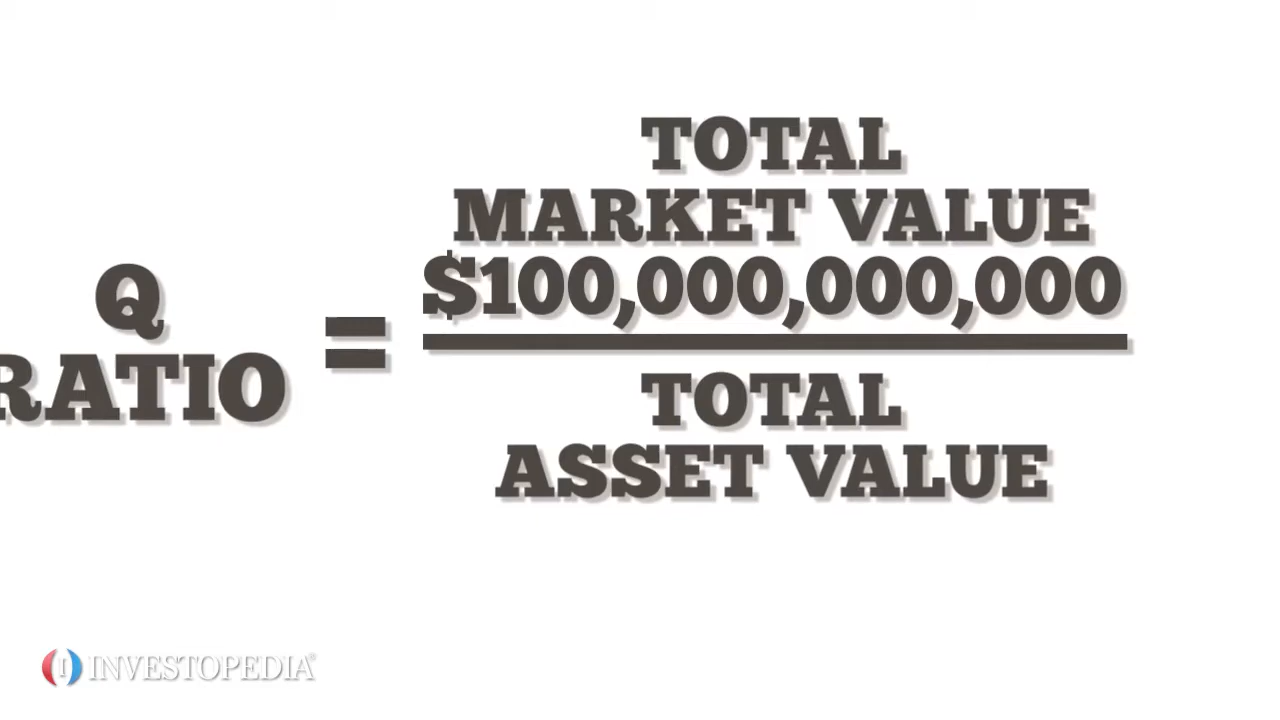 Q
RATIO
=
TOTAL
MARKET VALUE
$100,000,000,000
TOTAL
ASSET VALUE
INVESTOPEDIA®